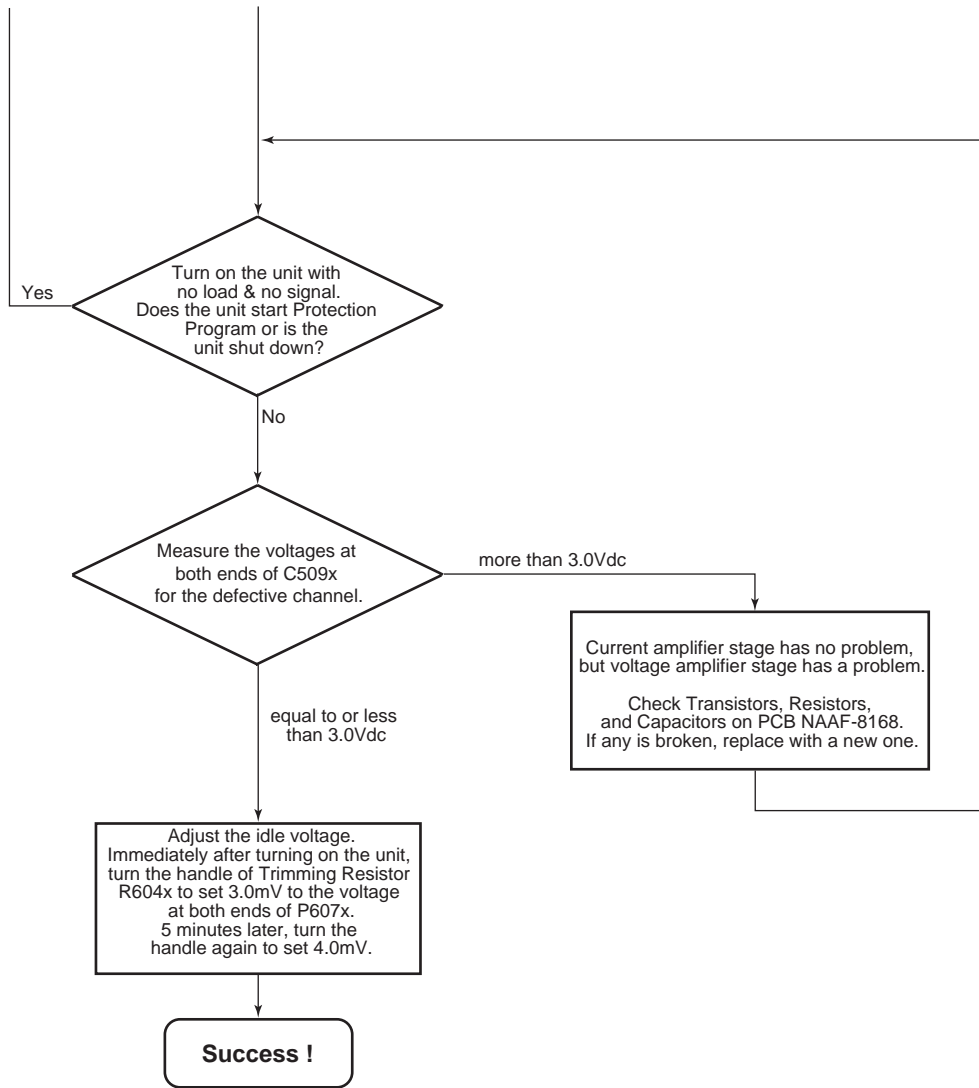 Turn on the unit with
no load & no signal.
Does the unit start Protection
Program or is the
unit shut down?
Yes
No
Measure the voltages at
both ends of C509x
for the defective channel.
more than 3.0Vdc
Current amplifier stage has no problem,
but voltage amplifier stage has a problem.
Check Transistors, Resistors,
and Capacitors on PCB NAAF-8168.
If any is broken, replace with a new one.
equal to or less
than 3.0Vdc
Adjust the idle voltage.
Immediately after turning on the unit,
turn the handle of Trimming Resistor
R604x to set 3.0mV to the voltage
at both ends of P607x.
5 minutes later, turn the
handle again to set 4.0mV.
Success !